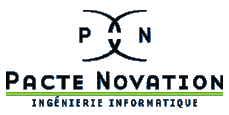 P N
PACTE NOVATION
INGÉNIERIE INFORMATIQUE